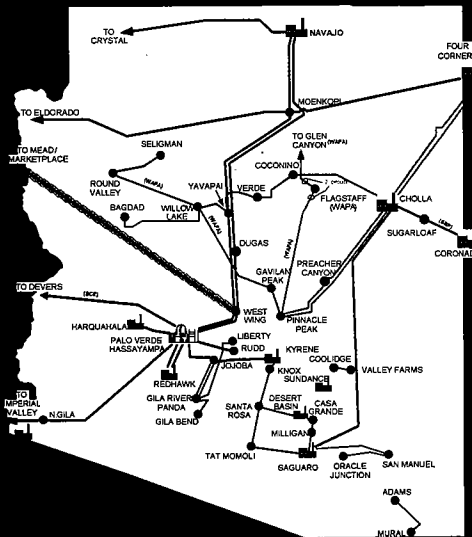 TO
CRYSTAL
NAVAJO
FOUR
CORNER
MOENKOPI
TO ELDORADO
TO GLEN
CANYON (WAPA)
TO MEAD/
MARKETPLACE
SELIGMAN
COCONINO
(WAPA)
ROUND
VALLEY
YAVAPAI
VERDE
CHOLLA
BAGDAD
WILLOW
LAKE
(WAPA)
FLAGSTAFF
(WAPA)
SUGARLOAF
(SRP)
CORONAD
DUGAS
(WAPA)
PREACHER
CANYON
GAVILAN
PEAK
TO DEVERS
(SCE)
WEST
WING
PINNACLE
PEAK
HARQUAHALA
LIBERTY
PALO VERDE
HASSAYAMPA
RUDD
KYRENE
JOJOBA
COOLIDGE
KNOX
VALLEY FARMS
REDHAWK
SUNDANCE
TO
IMPERIAL
VALLEY
GILA RIVER
PANDA
DESERT
BASIN
CASA
GRANDE
N.GILA
GILA BEND
SANTA
ROSA
MILLIGAN
TAT MOMOLI
SAGUARO
ORACLE
JUNCTION
SAN MANUEL
ADAMS
MURAL